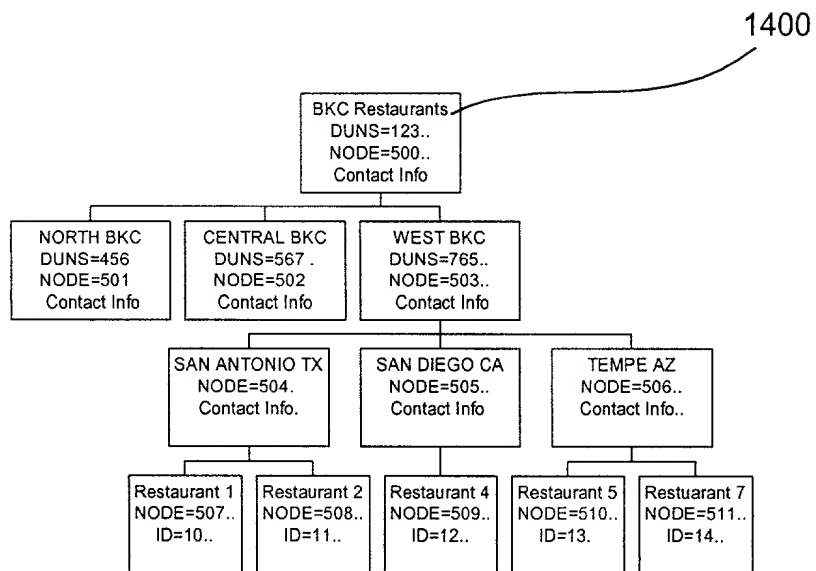 1400
BKC Restaurants
DUNS=123..
NODE=500..
Contact Info
NORTH BKC
DUNS=456
NODE=501
Contact Info
CENTRAL BKC
DUNS=567 .
NODE=502
Contact Info
WEST BKC
DUNS=765..
NODE=503..
Contact Info
SAN ANTONIO TX
NODE=504.
Contact Info.
SAN DIEGO CA
NODE=505..
Contact Info
TEMPE AZ
NODE=506..
Contact Info..
Restaurant 1
NODE=507..
ID=10..
Restaurant 2
NODE=508..
ID=11..
Restaurant 4
NODE=509..
ID=12..
Restaurant 5
NODE=510..
ID=13.
Restuarant 7
NODE=511..
ID=14..